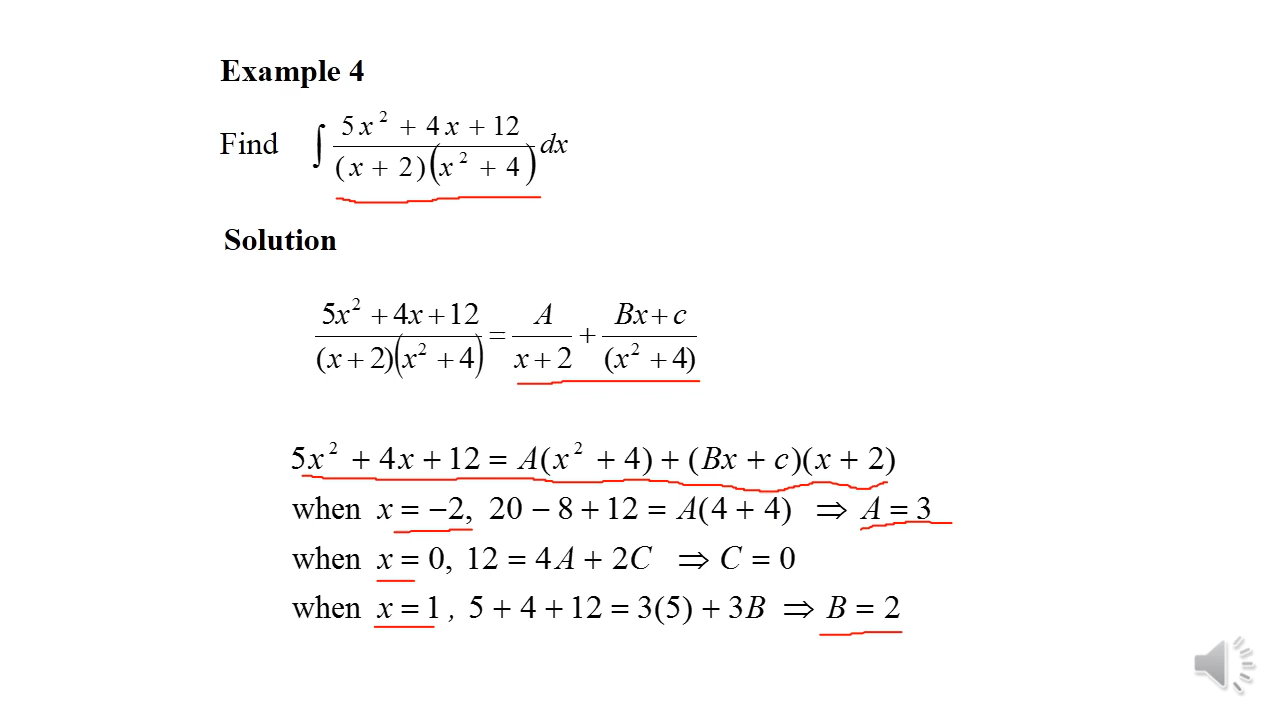 Example 4
Find ∫ (5x² + 4x + 12) / ((x + 2)(x² + 4)) dx
Solution
(5x² + 4x + 12) / ((x + 2)(x² + 4)) = A / (x + 2) + (Bx + c) / (x² + 4)
5x² + 4x + 12 = A(x² + 4) + (Bx + c)(x + 2)
when x = −2, 20 − 8 + 12 = A(4 + 4) ⇒ A = 3
when x = 0, 12 = 4A + 2C ⇒ C = 0
when x = 1 , 5 + 4 + 12 = 3(5) + 3B ⇒ B = 2